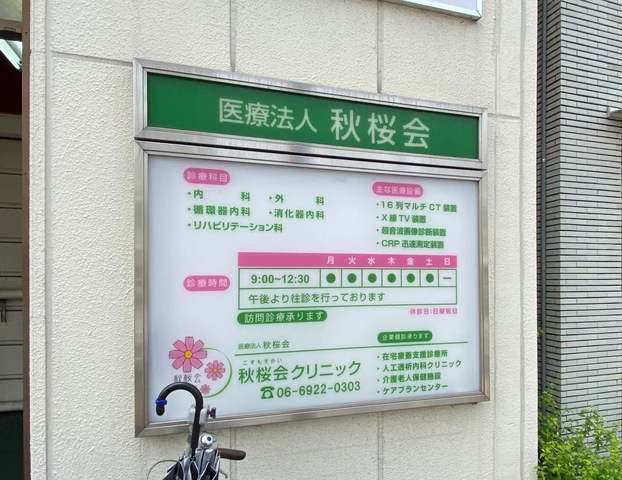 医療法人 秋桜会
診療科目
・内 科 ・外 科
・循環器内科 ・消化器内科
・リハビリテーション科
主な医療設備
・16列マルチCT装置
・X線TV装置
・超音波画像診断装置
・CRP迅速測定装置
月 火 水 木 金 土 日
診療時間
9:00~12:30 ● ● ● ● ● ● ー
午後より往診を行っております
訪問診療承ります
休診日:日曜祝日
医療法人 秋桜会
こすもすかい
秋桜会クリニック
☎06-6922-0303
秋桜会
企業健診承ります
・在宅療養支援診療所
・人工透析内科クリニック
・介護老人保健施設
・ケアプランセンター